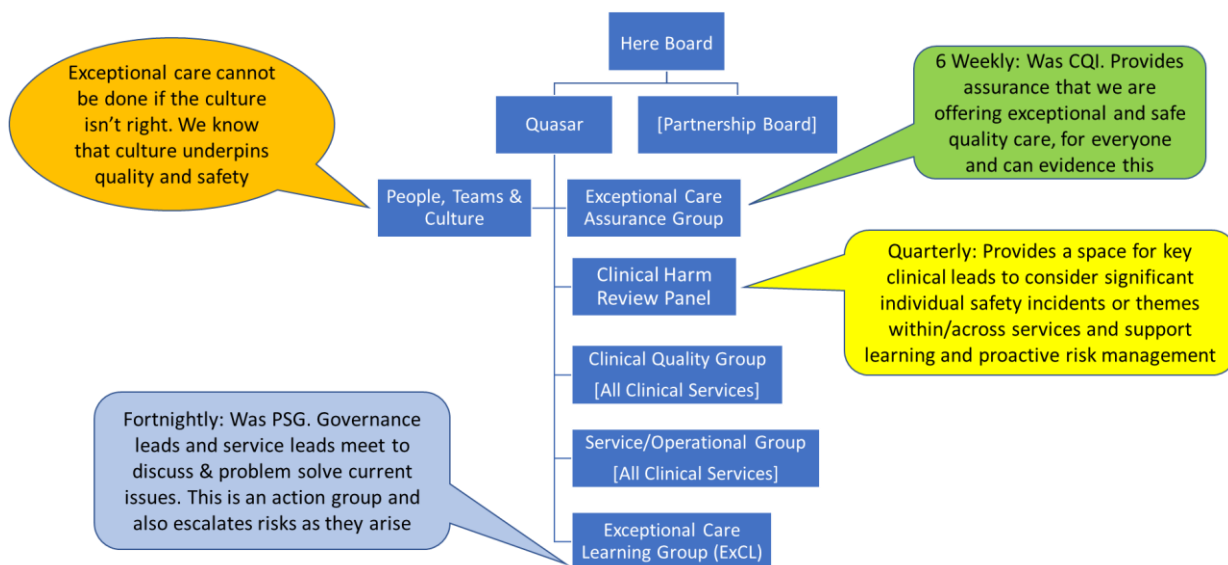 Here Board
Exceptional care cannot
be done if the culture
isn’t right. We know
that culture underpins
quality and safety
6 Weekly: Was CQI. Provides
assurance that we are
offering exceptional and safe
quality care, for everyone
and can evidence this
Quasar
[Partnership Board]
People, Teams &
Culture
Exceptional Care
Assurance Group
Clinical Harm
Review Panel
Quarterly: Provides a space for key
clinical leads to consider significant
individual safety incidents or themes
within/across services and support
learning and proactive risk management
Clinical Quality Group
[All Clinical Services]
Fortnightly: Was PSG. Governance
leads and service leads meet to
discuss & problem solve current
issues. This is an action group and
also escalates risks as they arise
Service/Operational Group
[All Clinical Services]
Exceptional Care
Learning Group (ExCL)